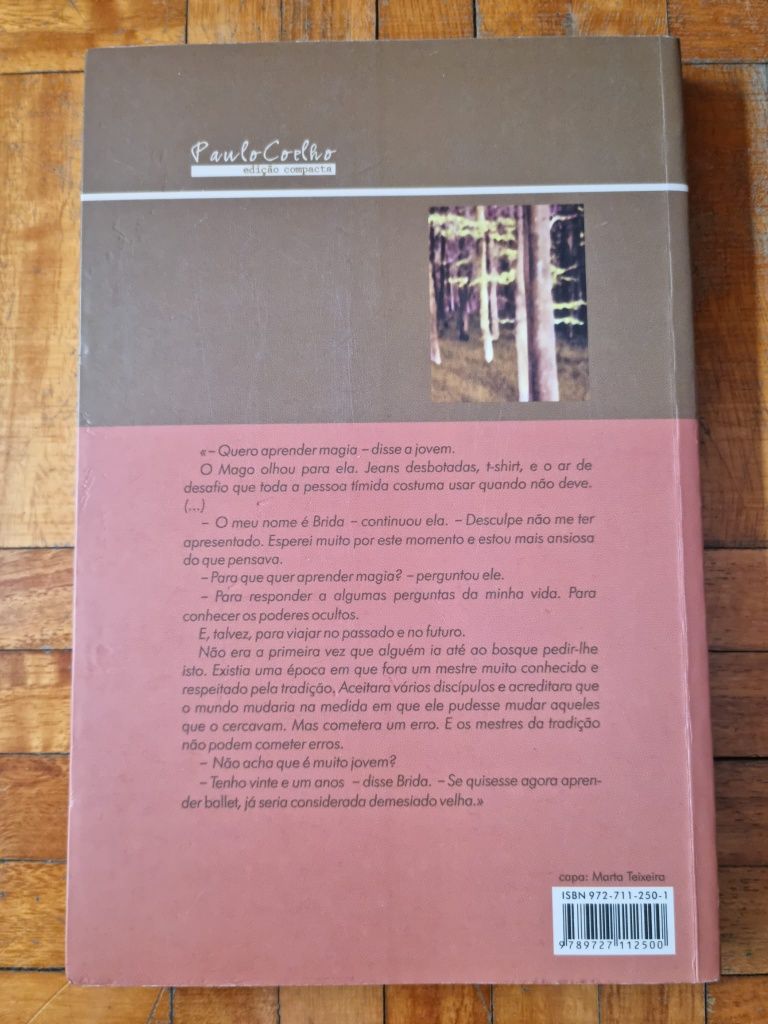 Paulo Coelho
edição compacta
«– Quero aprender magia – disse a jovem.
O Mago olhou para ela. Jeans desbotadas, t-shirt, e o ar de
desafio que toda a pessoa tímida costuma usar quando não deve.
(...)
– O meu nome é Brida – continuou ela. – Desculpe não me ter
apresentado. Esperei muito por este momento e estou mais ansiosa
do que pensava.
– Para que quer aprender magia? – perguntou ele.
– Para responder a algumas perguntas da minha vida. Para
conhecer os poderes ocultos.
E, talvez, para viajar no passado e no futuro.
Não era a primeira vez que alguém ia até ao bosque pedir-lhe
isto. Existia uma época em que fora um mestre muito conhecido e
respeitado pela tradição. Aceitara vários discípulos e acreditara que
o mundo mudaria na medida em que ele pudesse mudar aqueles
que o cercavam. Mas cometera um erro. E os mestres da tradição
não podem cometer erros.
– Não acha que é muito jovem?
– Tenho vinte e um anos – disse Brida. – Se quisesse agora apren-
der ballet, já seria considerada demesiado velha.»
capa: Marta Teixeira
ISBN 972-711-250-1
9 789727 112500